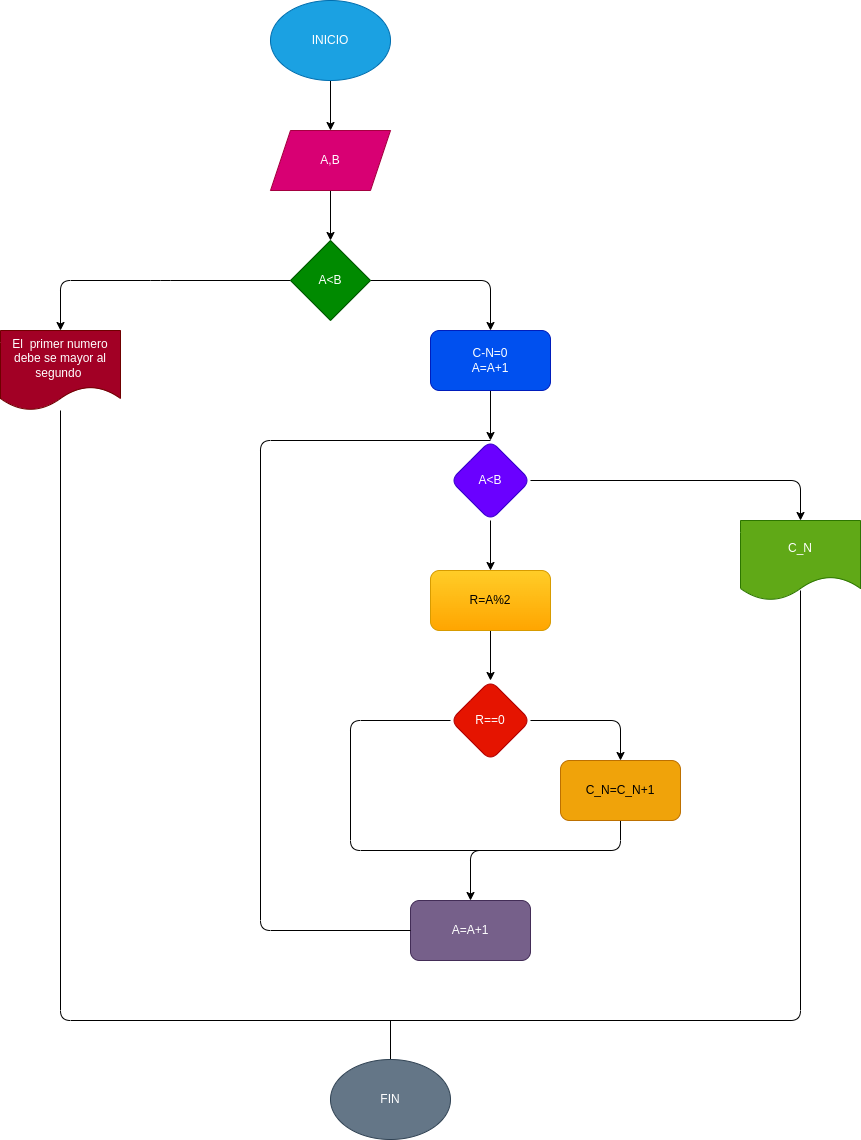 INICIO
A,B
A<B
El primer numero
debe se mayor al
segundo
C-N=0
A=A+1
A<B
C_N
R=A%2
R==0
C_N=C_N+1
A=A+1
FIN